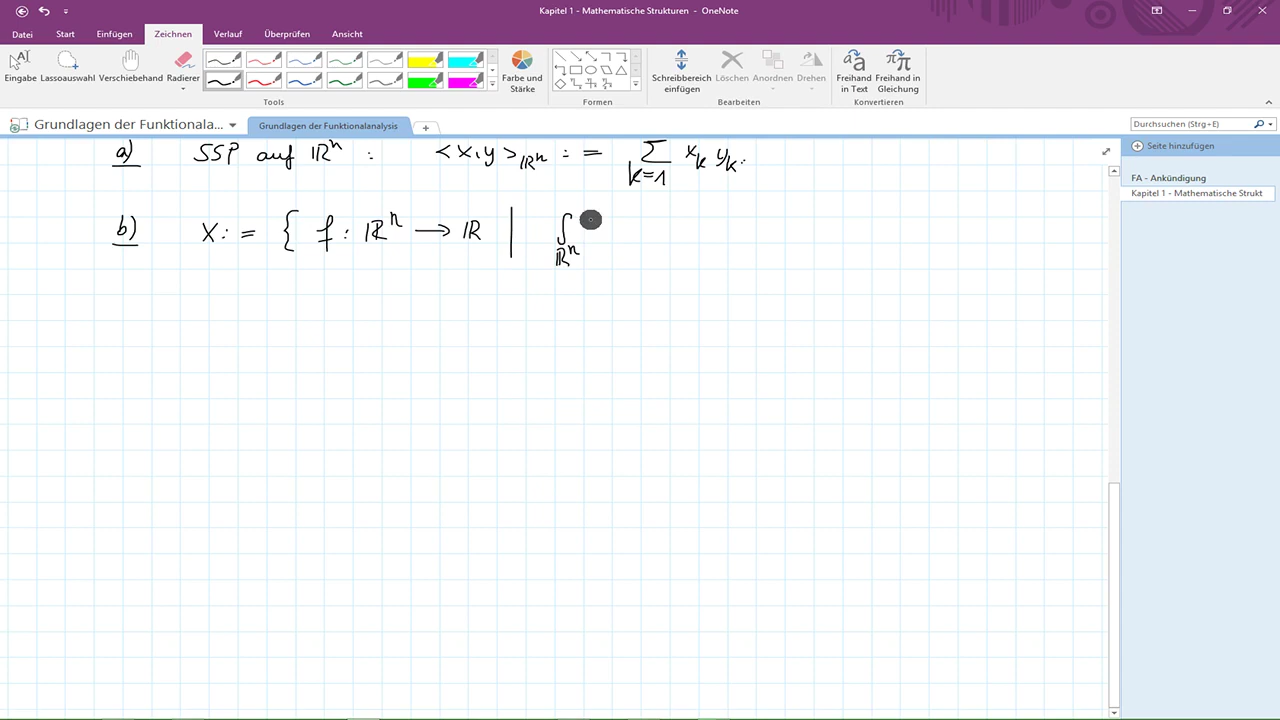 Kapitel 1 - Mathematische Strukturen - OneNote
Datei Start Einfügen Zeichnen Verlauf Überprüfen Ansicht
Eingabe Lassoauswahl Verschiebehand Radierer
Farbe und Stärke
Schreibbereich einfügen Löschen Anordnen Drehen
Freihand in Text Freihand in Gleichung
Tools Formen Bearbeiten Konvertieren
Grundlagen der Funktionala... Grundlagen der Funktionalanalysis
Durchsuchen (Strg+E)
Seite hinzufügen
FA - Ankündigung
Kapitel 1 - Mathematische Strukt
a) SSP auf ℝⁿ : <x,y>_ℝⁿ := ∑_{k=1} x_k y_k.
b) X := { f : ℝⁿ ⟶ ℝ | ∫_ℝⁿ